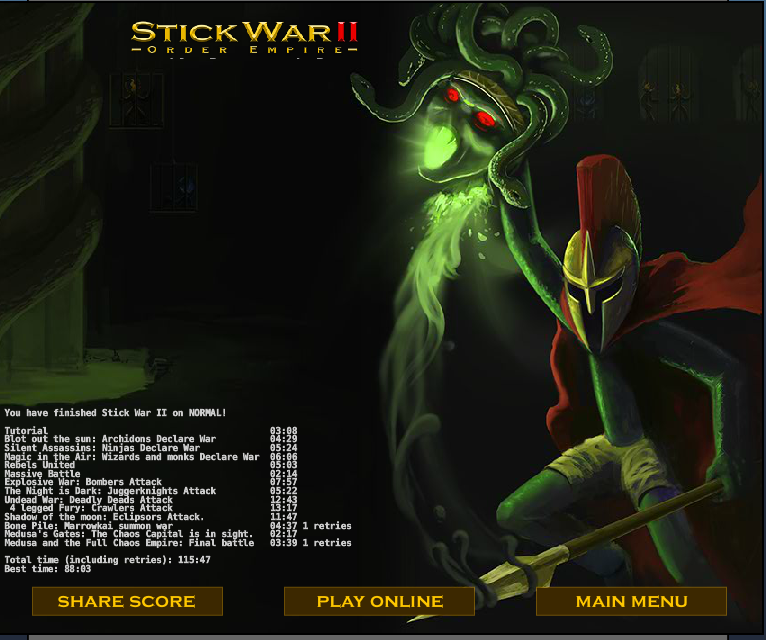 STICK WAR II
ORDER EMPIRE
You have finished Stick War II on NORMAL!
Tutorial 03:08
Blot out the sun: Archidons Declare War 04:29
Silent Assassins: Ninjas Declare War 05:24
Magic in the Air: Wizards and monks Declare War 06:06
Rebels United 05:03
Massive Battle 02:14
Explosive War: Bombers Attack 07:57
The Night is Dark: Juggerknights Attack 05:22
Undead War: Deadly Deads Attack 12:43
4 legged Fury: Crawlers Attack 13:17
Shadow of the moon: Eclipsors Attack. 11:47
Bone Pile: Marrowkai summon war 04:37 1 retries
Medusa's Gates: The Chaos Capital is in sight. 02:17
Medusa and the Full Chaos Empire: Final battle 03:39 1 retries
Total time (including retries): 115:47
Best time: 88:03
SHARE SCORE
PLAY ONLINE
MAIN MENU